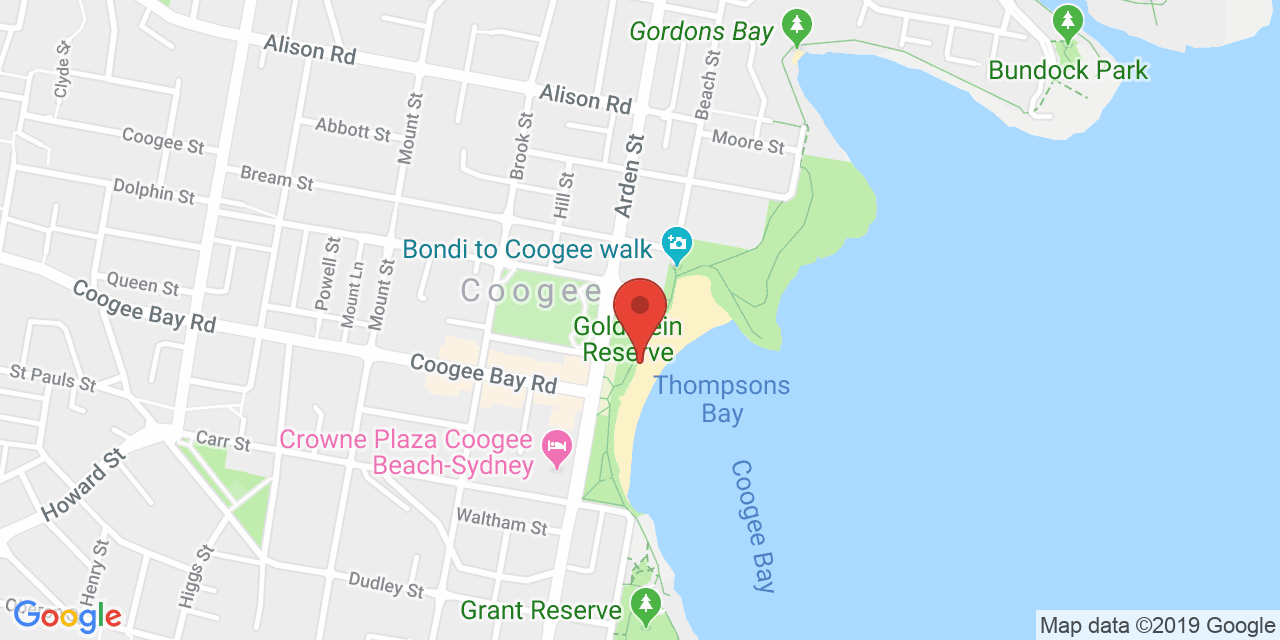 Gordons Bay
Bundock Park
Alison Rd
Clyde St
Beach St
Alison Rd
Mount St
Abbott St
Brook St
Coogee St
Moore St
Arden St
Bream St
Hill St
Dolphin St
Bondi to Coogee walk
Powell St
Mount Ln
Mount St
Queen St
Coogee
Coogee Bay Rd
Reserve
Coogee Bay Rd
St Pauls St
Thompsons
Bay
Carr St
Crowne Plaza Coogee
Beach-Sydney
Howard St
Coogee Bay
Waltham St
Henry St
Higgs St
Dudley St
Grant Reserve
Google
Map data ©2019 Google